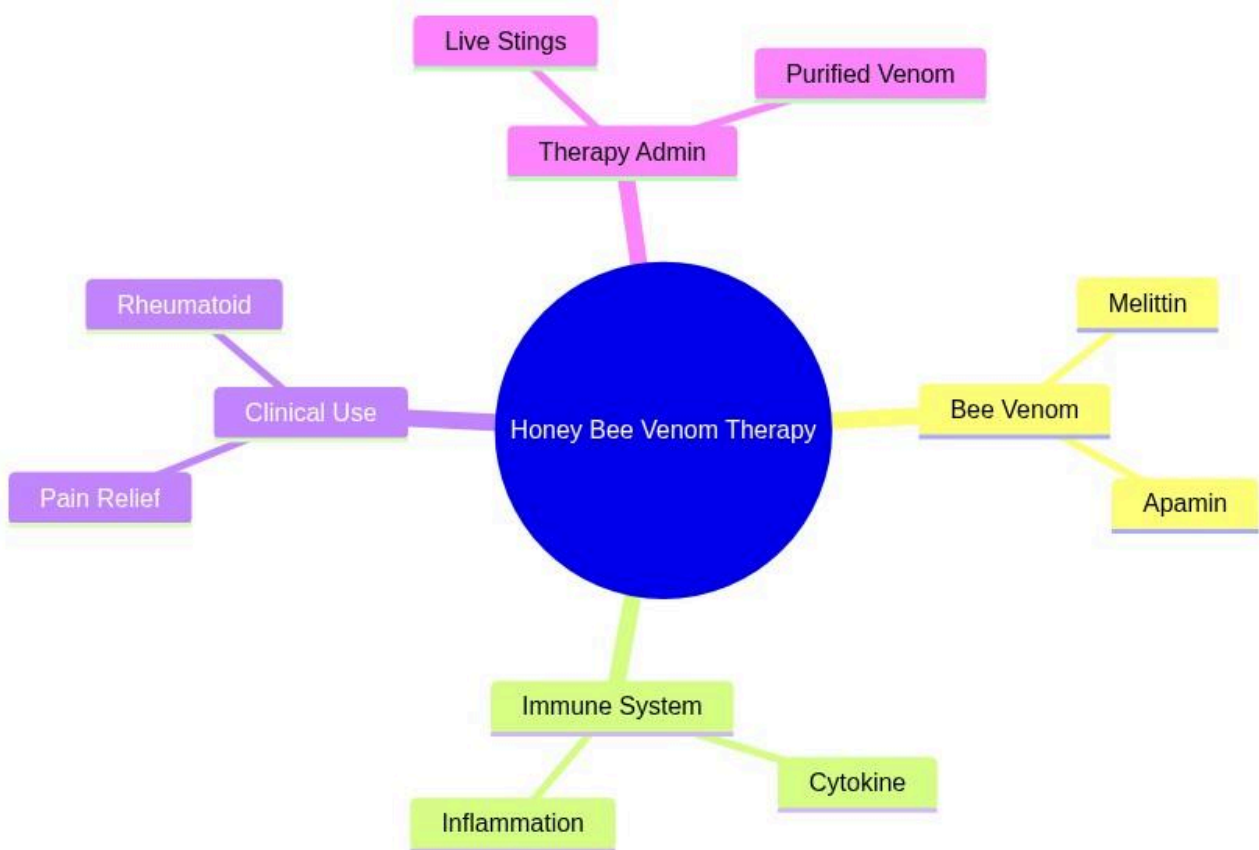 Live Stings
Purified Venom
Therapy Admin
Rheumatoid
Melittin
Clinical Use
Bee Venom
Honey Bee Venom Therapy
Pain Relief
Apamin
Immune System
Cytokine
Inflammation